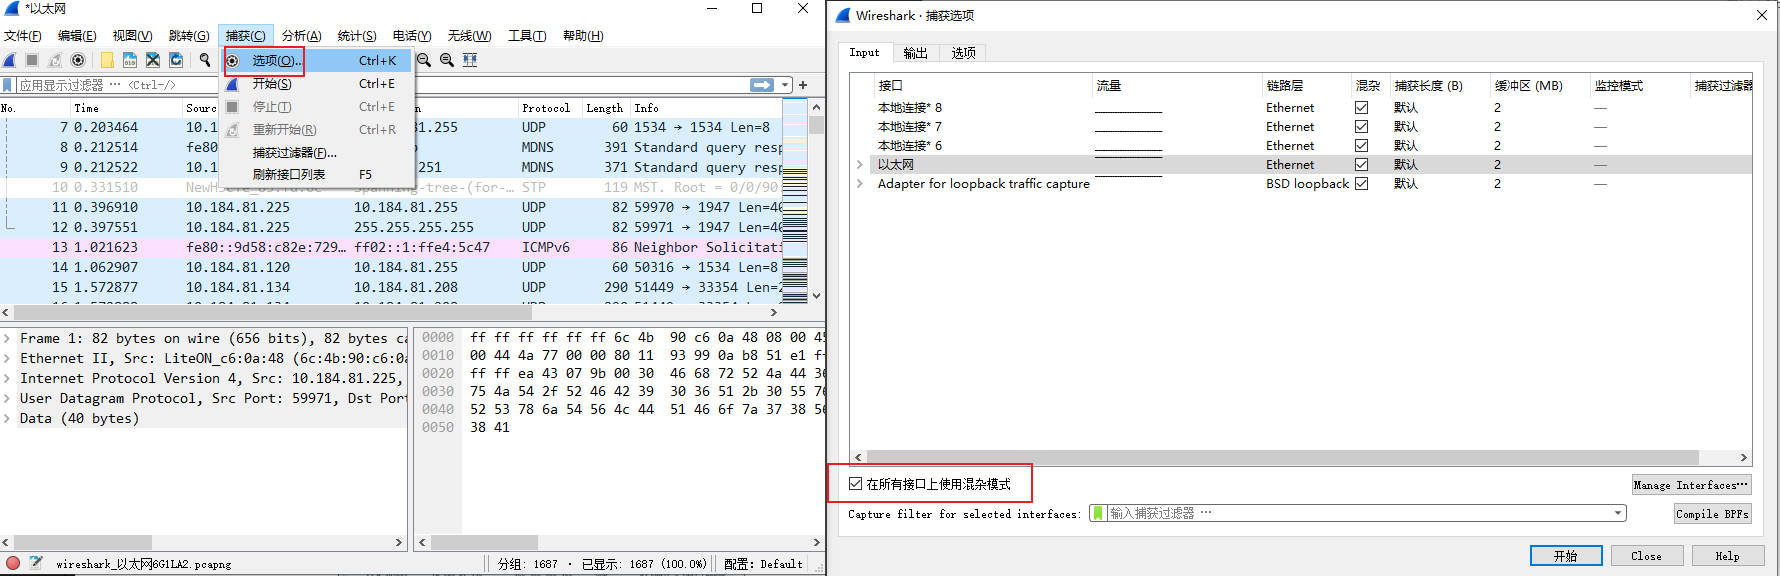 *以太网
文件(F) 编辑(E) 视图(V) 跳转(G) 捕获(C) 分析(A) 统计(S) 电话(Y) 无线(W) 工具(T) 帮助(H)
选项(O)... Ctrl+K
开始(S) Ctrl+E
停止(T) Ctrl+E
重新开始(R) Ctrl+R
捕获过滤器(F)...
刷新接口列表 F5
应用显示过滤器 … <Ctrl-/>
No. Time Sourc n Protocol Length Info
7 0.203464 10.1 .81.255 UDP 60 1534 → 1534 Len=8
8 0.212514 fe80 MDNS 391 Standard query resp
9 0.212522 10.1 .251 MDNS 371 Standard query resp
10 0.331510 STP 119 MST. Root = 0/0/90:
11 0.396910 10.184.81.225 10.184.81.255 UDP 82 59970 → 1947 Len=40
12 0.397551 10.184.81.225 255.255.255.255 UDP 82 59971 → 1947 Len=40
13 1.021623 fe80::9d58:c82e:729… ff02::1:ffe4:5c47 ICMPv6 86 Neighbor Solicitati
14 1.062907 10.184.81.120 10.184.81.255 UDP 60 50316 → 1534 Len=8
15 1.572877 10.184.81.134 10.184.81.208 UDP 290 51449 → 33354 Len=2
Frame 1: 82 bytes on wire (656 bits), 82 bytes ca
Ethernet II, Src: LiteON_c6:0a:48 (6c:4b:90:c6:0a
Internet Protocol Version 4, Src: 10.184.81.225,
User Datagram Protocol, Src Port: 59971, Dst Port
Data (40 bytes)
0000 ff ff ff ff ff ff 6c 4b 90 c6 0a 48 08 00 45
0010 00 44 4a 77 00 00 80 11 93 99 0a b8 51 e1 ff
0020 ff ff ea 43 07 9b 00 30 46 68 72 52 4a 44 36
0030 75 4a 54 2f 52 46 42 39 30 36 51 2b 30 55 76
0040 52 53 78 6a 54 56 4c 44 51 46 6f 7a 37 38 56
0050 38 41
wireshark_以太网6G1LA2.pcapng 分组: 1687 · 已显示: 1687 (100.0%) 配置: Default
Wireshark · 捕获选项
Input 输出 选项
接口 流量 链路层 混杂 捕获长度 (B) 缓冲区 (MB) 监控模式 捕获过滤器
本地连接* 8 Ethernet 默认 2 —
本地连接* 7 Ethernet 默认 2 —
本地连接* 6 Ethernet 默认 2 —
以太网 Ethernet 默认 2 —
Adapter for loopback traffic capture BSD loopback 默认 2 —
在所有接口上使用混杂模式
Manage Interfaces…
Capture filter for selected interfaces: 输入捕获过滤器 …
Compile BPFs
开始 Close Help